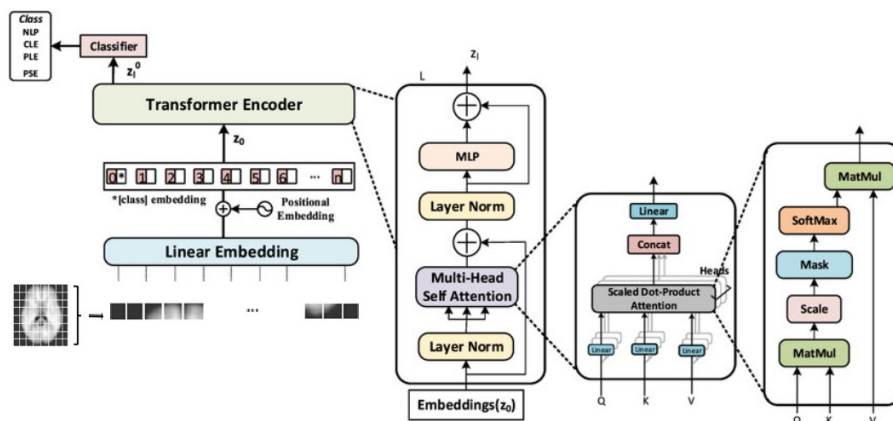 Class
NLP
CLE
PLE
PSE
Classifier
z_l^0
Transformer Encoder
z_0
0* 1 2 3 4 5 6 ... n
*[class] embedding
Positional
Embedding
Linear Embedding
...
L
z_l
MLP
Layer Norm
Multi-Head
Self Attention
Layer Norm
Embeddings(z_0)
Linear
Concat
Heads
Scaled Dot-Product
Attention
Linear Linear Linear
Q K V
MatMul
SoftMax
Mask
Scale
MatMul
Q K V